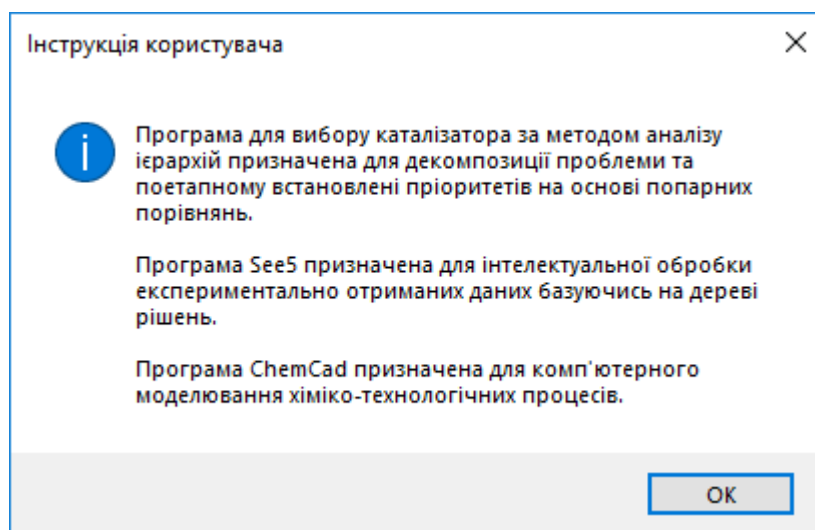 Інструкція користувача
Програма для вибору каталізатора за методом аналізу
ієрархій призначена для декомпозиції проблеми та
поетапному встановлені пріоритетів на основі попарних
порівнянь.
Програма See5 призначена для інтелектуальної обробки
експериментально отриманих даних базуючись на дереві
рішень.
Програма ChemCad призначена для комп'ютерного
моделювання хіміко-технологічних процесів.
ОК